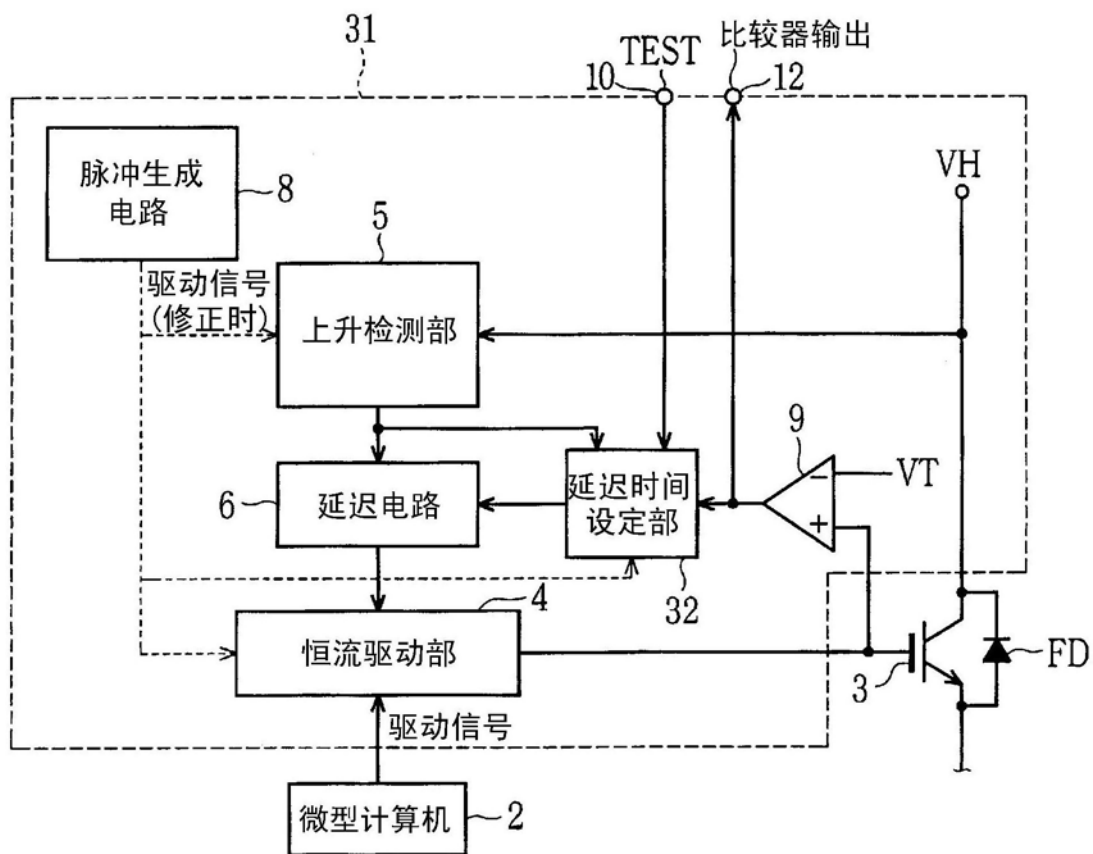 31
TEST
比较器输出
10
12
脉冲生成
电路
8
VH
5
驱动信号
(修正时)
上升检测部
9
VT
6
延迟电路
延迟时间
设定部
4
32
恒流驱动部
3
FD
驱动信号
微型计算机
2